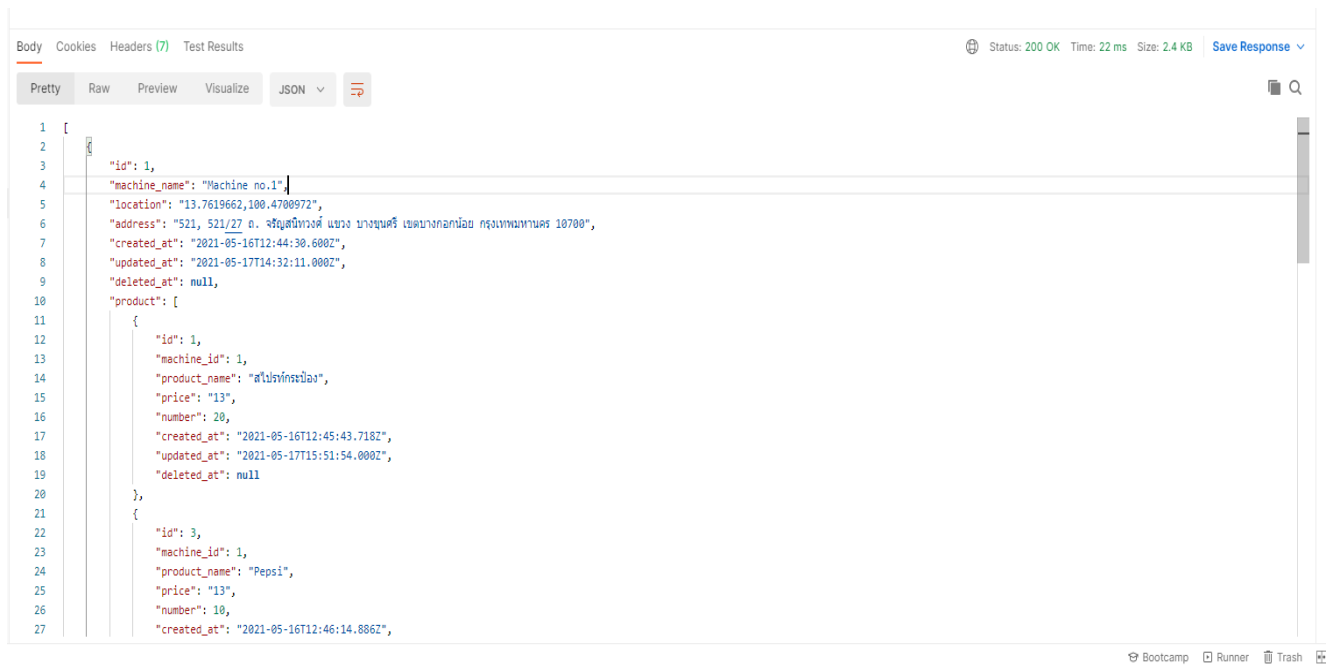 Body Cookies Headers (7) Test Results Status: 200 OK Time: 22 ms Size: 2.4 KB Save Response
Pretty Raw Preview Visualize JSON
1 [
2 {
3 "id": 1,
4 "machine_name": "Machine no.1",
5 "location": "13.7619662,100.4700972",
6 "address": "521, 521/27 ถ. จรัญสนิทวงศ์ แขวง บางขุนศรี เขตบางกอกน้อย กรุงเทพมหานคร 10700",
7 "created_at": "2021-05-16T12:44:30.600Z",
8 "updated_at": "2021-05-17T14:32:11.000Z",
9 "deleted_at": null,
10 "product": [
11 {
12 "id": 1,
13 "machine_id": 1,
14 "product_name": "สไปรท์กระป๋อง",
15 "price": "13",
16 "number": 20,
17 "created_at": "2021-05-16T12:45:43.718Z",
18 "updated_at": "2021-05-17T15:51:54.000Z",
19 "deleted_at": null
20 },
21 {
22 "id": 3,
23 "machine_id": 1,
24 "product_name": "Pepsi",
25 "price": "13",
26 "number": 10,
27 "created_at": "2021-05-16T12:46:14.886Z",
Bootcamp Runner Trash